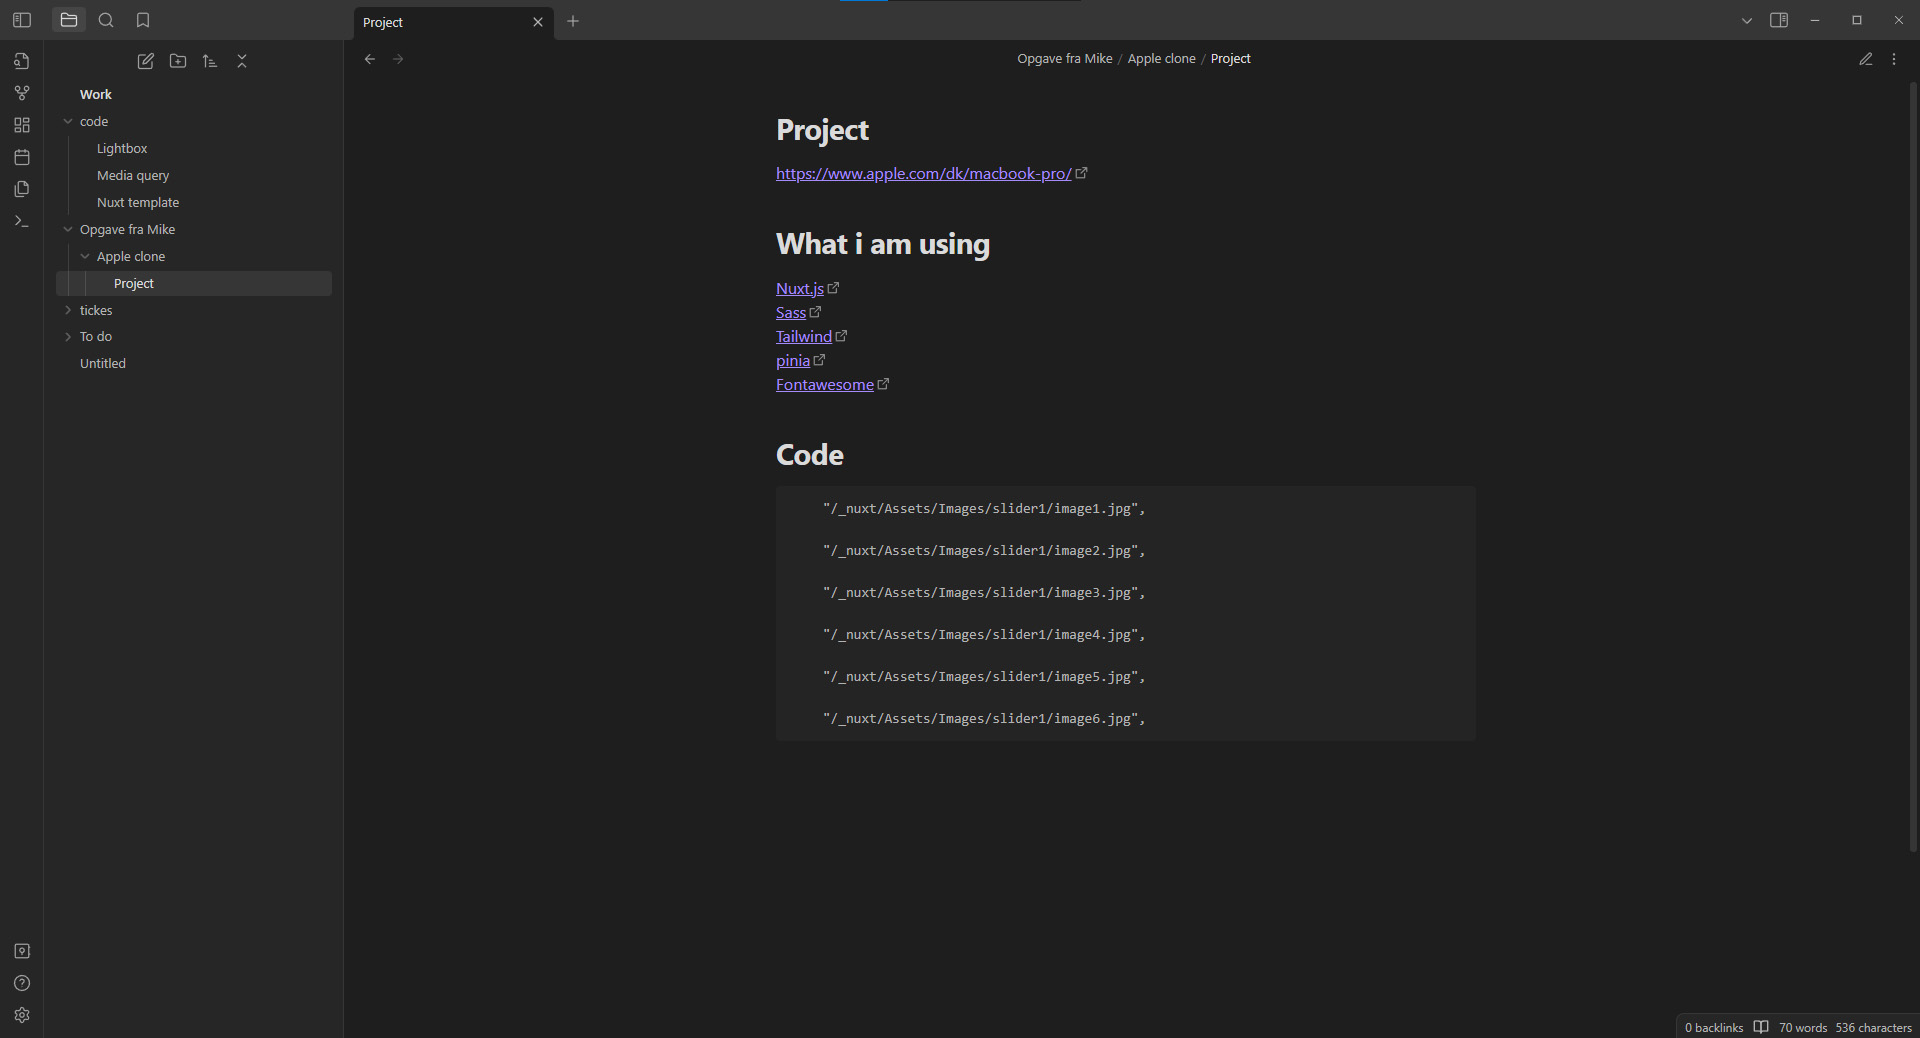 Project
Opgave fra Mike / Apple clone / Project
Work
code
Lightbox
Media query
Nuxt template
Opgave fra Mike
Apple clone
Project
tickes
To do
Untitled
Project
https://www.apple.com/dk/macbook-pro/
What i am using
Nuxt.js
Sass
Tailwind
pinia
Fontawesome
Code
"/_nuxt/Assets/Images/slider1/image1.jpg",
"/_nuxt/Assets/Images/slider1/image2.jpg",
"/_nuxt/Assets/Images/slider1/image3.jpg",
"/_nuxt/Assets/Images/slider1/image4.jpg",
"/_nuxt/Assets/Images/slider1/image5.jpg",
"/_nuxt/Assets/Images/slider1/image6.jpg",
0 backlinks 70 words 536 characters